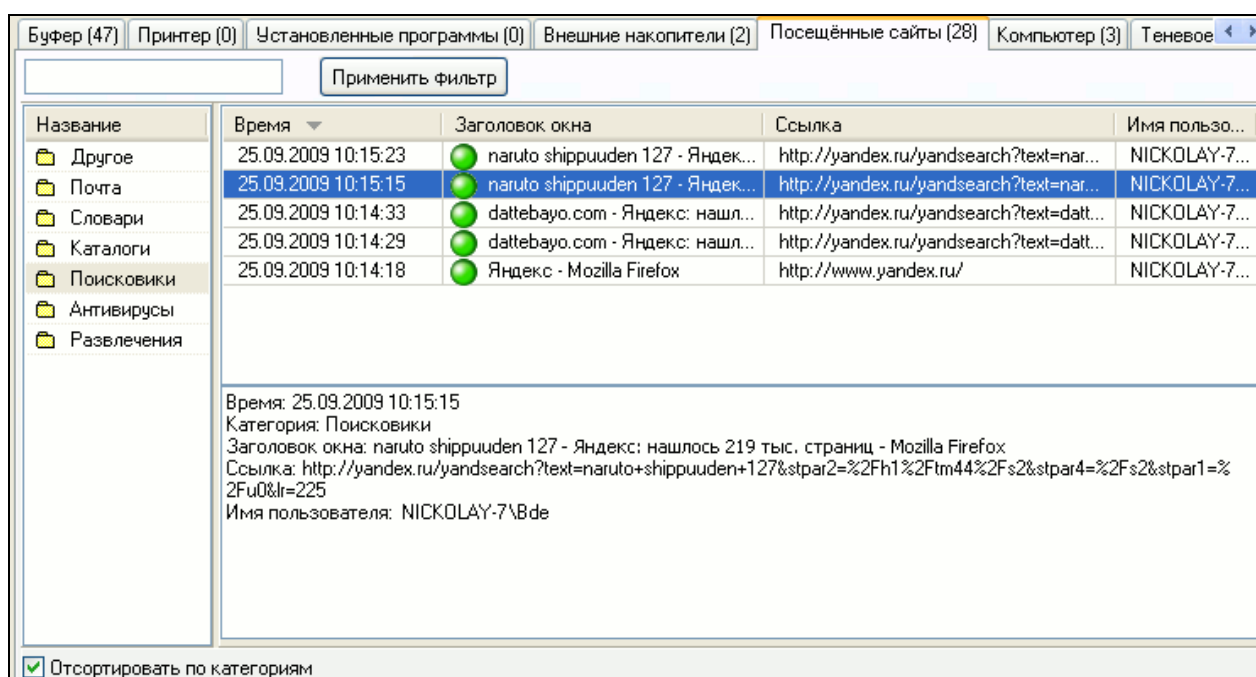 Буфер (47) Принтер (0) Установленные программы (0) Внешние накопители (2) Посещённые сайты (28) Компьютер (3) Теневое
Применить фильтр
Название Время Заголовок окна Ссылка Имя пользо...
Другое 25.09.2009 10:15:23 naruto shippuuden 127 - Яндек... http://yandex.ru/yandsearch?text=nar... NICKOLAY-7...
Почта 25.09.2009 10:15:15 naruto shippuuden 127 - Яндек... http://yandex.ru/yandsearch?text=nar... NICKOLAY-7...
Словари 25.09.2009 10:14:33 dattebayo.com - Яндекс: нашл... http://yandex.ru/yandsearch?text=datt... NICKOLAY-7...
Каталоги 25.09.2009 10:14:29 dattebayo.com - Яндекс: нашл... http://yandex.ru/yandsearch?text=datt... NICKOLAY-7...
Поисковики 25.09.2009 10:14:18 Яндекс - Mozilla Firefox http://www.yandex.ru/ NICKOLAY-7...
Антивирусы
Развлечения
Время: 25.09.2009 10:15:15
Категория: Поисковики
Заголовок окна: naruto shippuuden 127 - Яндекс: нашлось 219 тыс. страниц - Mozilla Firefox
Ссылка: http://yandex.ru/yandsearch?text=naruto+shippuuden+127&stpar2=%2Fh1%2Ftm44%2Fs2&stpar4=%2Fs2&stpar1=%
2Fu0&lr=225
Имя пользователя: NICKOLAY-7\Bde
Отсортировать по категориям